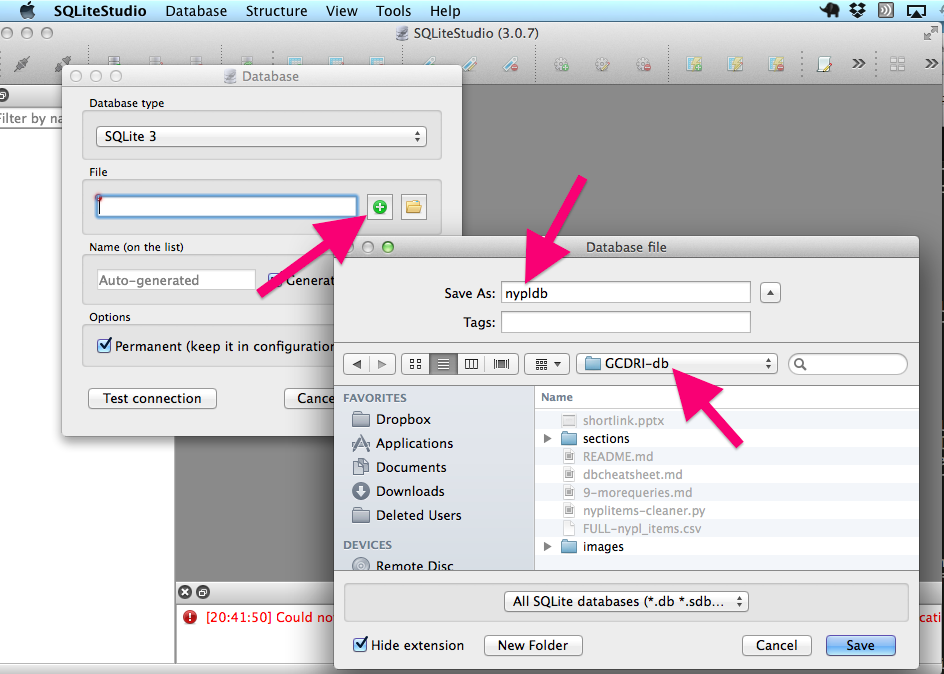 SQLiteStudio Database Structure View Tools Help
SQLiteStudio (3.0.7)
Database
Filter by na
Database type
SQLite 3
File
Name (on the list)
Auto-generated
Generat
Options
Permanent (keep it in configuration
Test connection
Cance
Database file
Save As: nypldb
Tags:
GCDRI-db
FAVORITES
Dropbox
Applications
Documents
Downloads
Deleted Users
DEVICES
Remote Disc
Name
shortlink.pptx
sections
README.md
dbcheatsheet.md
9-morequeries.md
nyplitems-cleaner.py
FULL-nypl_items.csv
images
All SQLite databases (*.db *.sdb...
Hide extension
New Folder
Cancel
Save
[20:41:50] Could no
cati